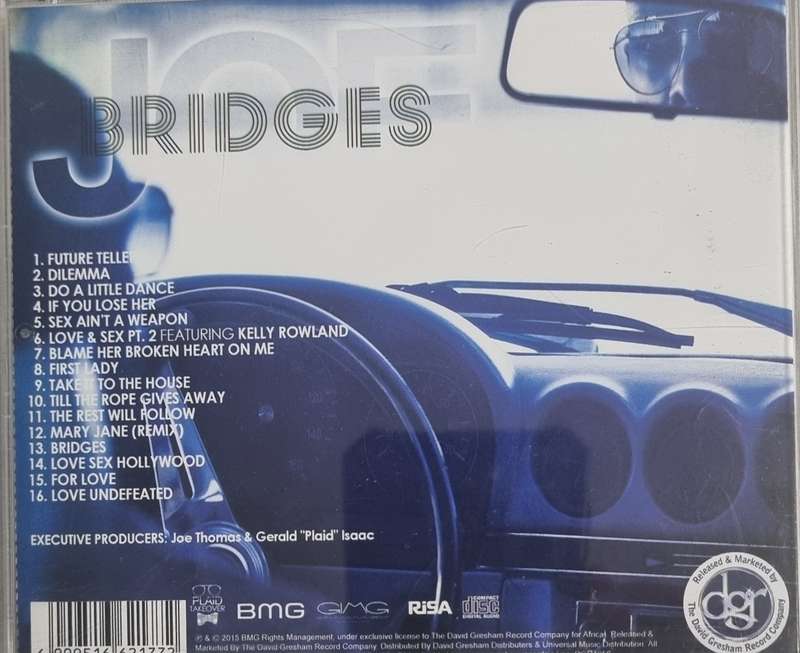 JOE
BRIDGES
1. FUTURE TELLER
2. DILEMMA
3. DO A LITTLE DANCE
4. IF YOU LOSE HER
5. SEX AIN'T A WEAPON
6. LOVE & SEX PT. 2 FEATURING KELLY ROWLAND
7. BLAME HER BROKEN HEART ON ME
8. FIRST LADY
9. TAKE IT TO THE HOUSE
10. TILL THE ROPE GIVES AWAY
11. THE REST WILL FOLLOW
12. MARY JANE (REMIX)
13. BRIDGES
14. LOVE SEX HOLLYWOOD
15. FOR LOVE
16. LOVE UNDEFEATED
EXECUTIVE PRODUCERS: Joe Thomas & Gerald "Plaid" Isaac
PLAID
TAKEOVER
BMG
GMG
RiSA
COMPACT
disc
DIGITAL AUDIO
Released & Marketed by
dgr
The David Gresham Record Company
℗ & © 2015 BMG Rights Management, under exclusive license to The David Gresham Record Company for Africa. Released &
Marketed By The David Gresham Record Company. Distributed By David Gresham Distributers & Universal Music Distribution. All